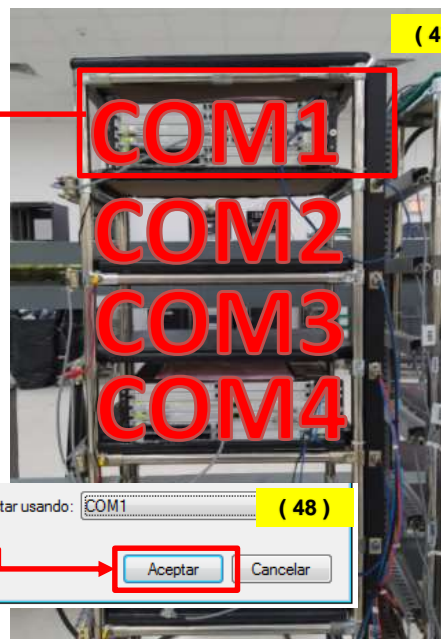 ( 4
COM1
COM2
COM3
COM4
tar usando: COM1 ( 48 )
Aceptar Cancelar